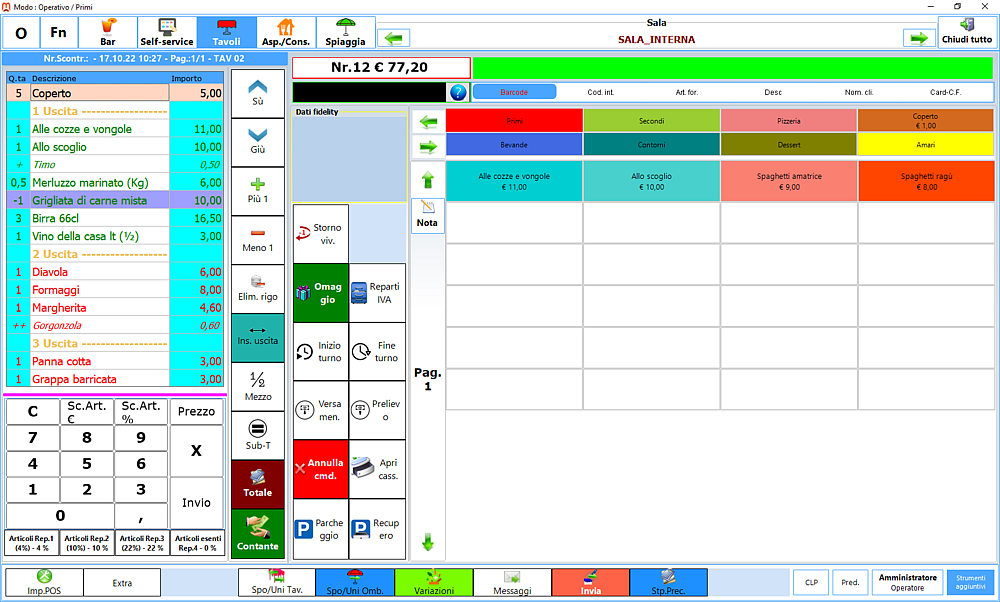 Modo : Operativo / Primi
O
Fn
Bar
Self-service
Tavoli
Asp./Cons.
Spiaggia
Sala
SALA_INTERNA
Chiudi tutto
Nr.Scontr.: - 17.10.22 10:27 - Pag.:1/1 - TAV 02
Q.ta Descrizione Importo
5 Coperto 5,00
1 Uscita ------------------
1 Alle cozze e vongole 11,00
1 Allo scoglio 10,00
+ Timo 0,50
0,5 Merluzzo marinato (Kg) 6,00
-1 Grigliata di carne mista 10,00
3 Birra 66cl 16,50
1 Vino della casa lt (½) 3,00
2 Uscita ------------------
1 Diavola 6,00
1 Formaggi 8,00
1 Margherita 4,60
++ Gorgonzola 0,60
3 Uscita ------------------
1 Panna cotta 3,00
1 Grappa barricata 3,00
C
Sc.Art.
€
Sc.Art.
%
Prezzo
7 8 9
X
4 5 6
1 2 3
Invio
0 ,
Articoli Rep.1
(4%) - 4 %
Articoli Rep.2
(10%) - 10 %
Articoli Rep.3
(22%) - 22 %
Articoli esenti
Rep.4 - 0 %
Sù
Giù
Più 1
Meno 1
Elim. rigo
Ins. uscita
½
Mezzo
Sub-T
Totale
Contante
Nr.12 € 77,20
?
Barcode
Cod. int.
Art. for.
Desc
Nom. cli.
Card-C.F.
Dati fidelity
Storno
viv.
Omag
gio
Reparti
IVA
Inizio
turno
Fine
turno
Versa
men.
Preliev
o
Annulla
cmd.
Apri
cass.
P
Parche
ggio
P
Recup
ero
Nota
Pag.
1
Primi
Secondi
Pizzeria
Coperto
€ 1,00
Bevande
Contorni
Dessert
Amari
Alle cozze e vongole
€ 11,00
Allo scoglio
€ 10,00
Spaghetti amatrice
€ 9,00
Spaghetti ragù
€ 8,00
Imp.POS
Extra
Spo/Uni Tav.
Spo/Uni Omb.
Variazioni
Messaggi
Invia
Stp.Prec.
CLP
Pred.
Amministratore
Operatore
Strumenti
aggiuntivi